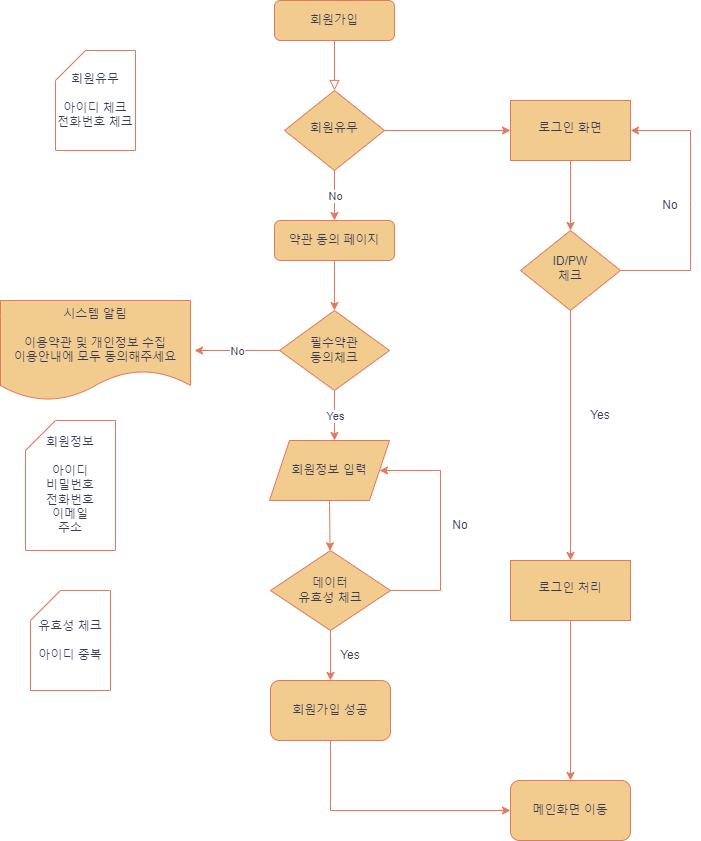 회원가입
회원유무
아이디 체크
전화번호 체크
회원유무
로그인 화면
No
No
약관 동의 페이지
ID/PW
체크
시스템 알림
이용약관 및 개인정보 수집
이용안내에 모두 동의해주세요
No
필수약관
동의체크
Yes
Yes
회원정보
아이디
비밀번호
전화번호
이메일
주소
회원정보 입력
No
데이터
유효성 체크
로그인 처리
유효성 체크
아이디 중복
Yes
회원가입 성공
메인화면 이동